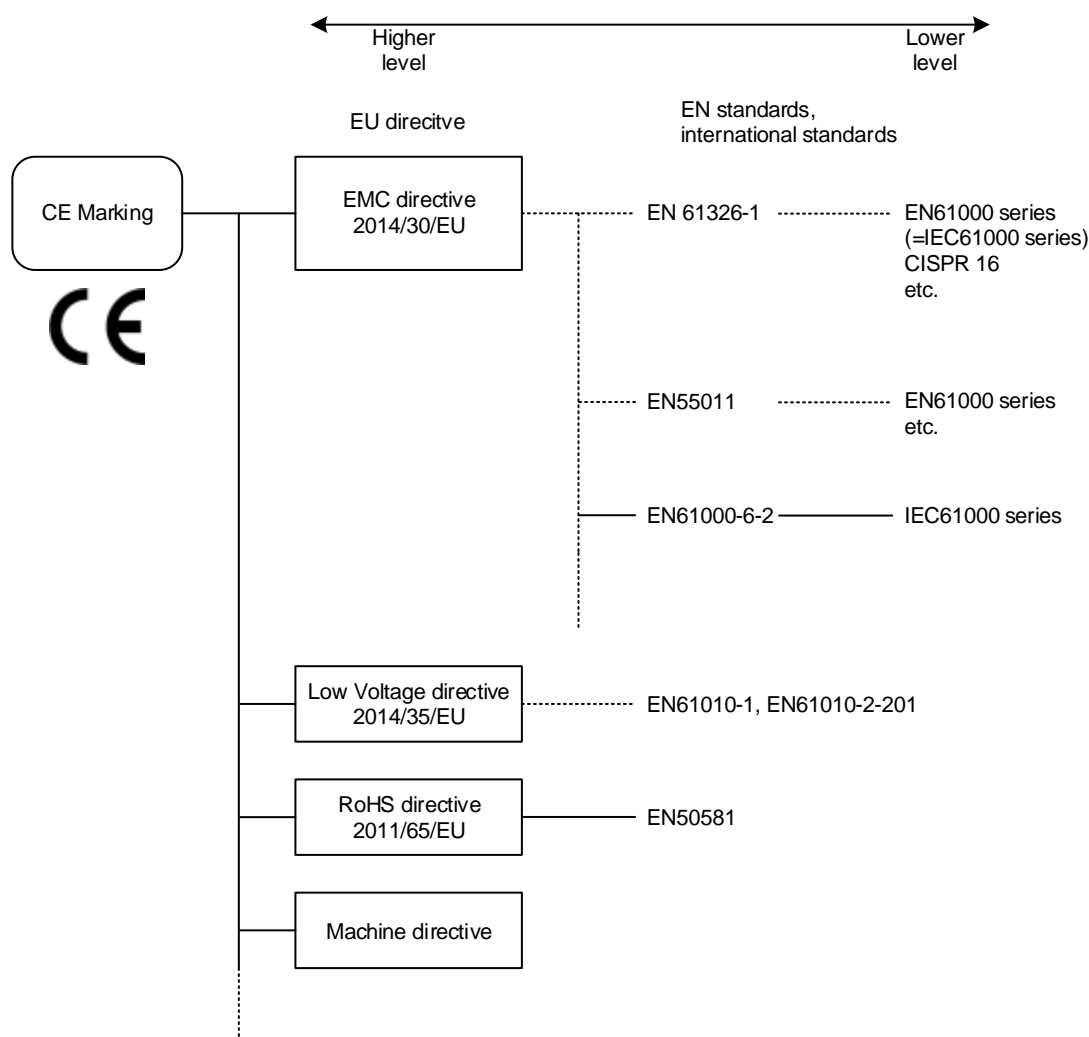 Higher
level
Lower
level
EU direcitve
EN standards,
international standards
CE Marking
CE
EMC directive
2014/30/EU
EN 61326-1
EN61000 series
(=IEC61000 series)
CISPR 16
etc.
EN55011
EN61000 series
etc.
EN61000-6-2
IEC61000 series
Low Voltage directive
2014/35/EU
EN61010-1, EN61010-2-201
RoHS directive
2011/65/EU
EN50581
Machine directive